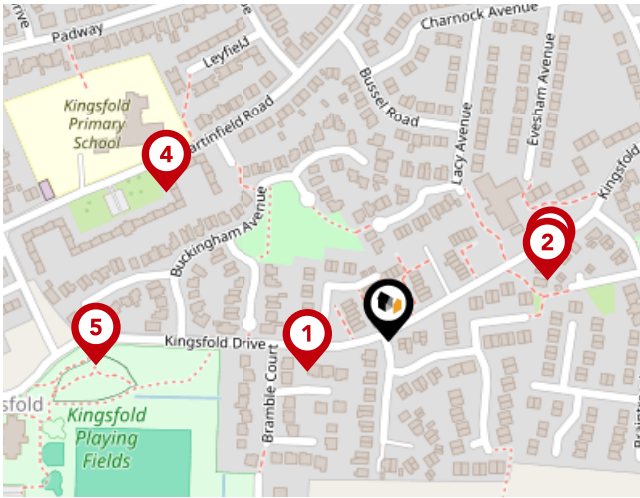 Padway
Leyfield
Charnock Avenue
Bussel Road
Lacy Avenue
Evesham Avenue
Kingsfold
Kingsfold
Primary
School
artinfield Road
4
Buckingham Avenue
2
5
1
Kingsfold Drive
Bramble Court
sfold
Kingsfold
Playing
Fields